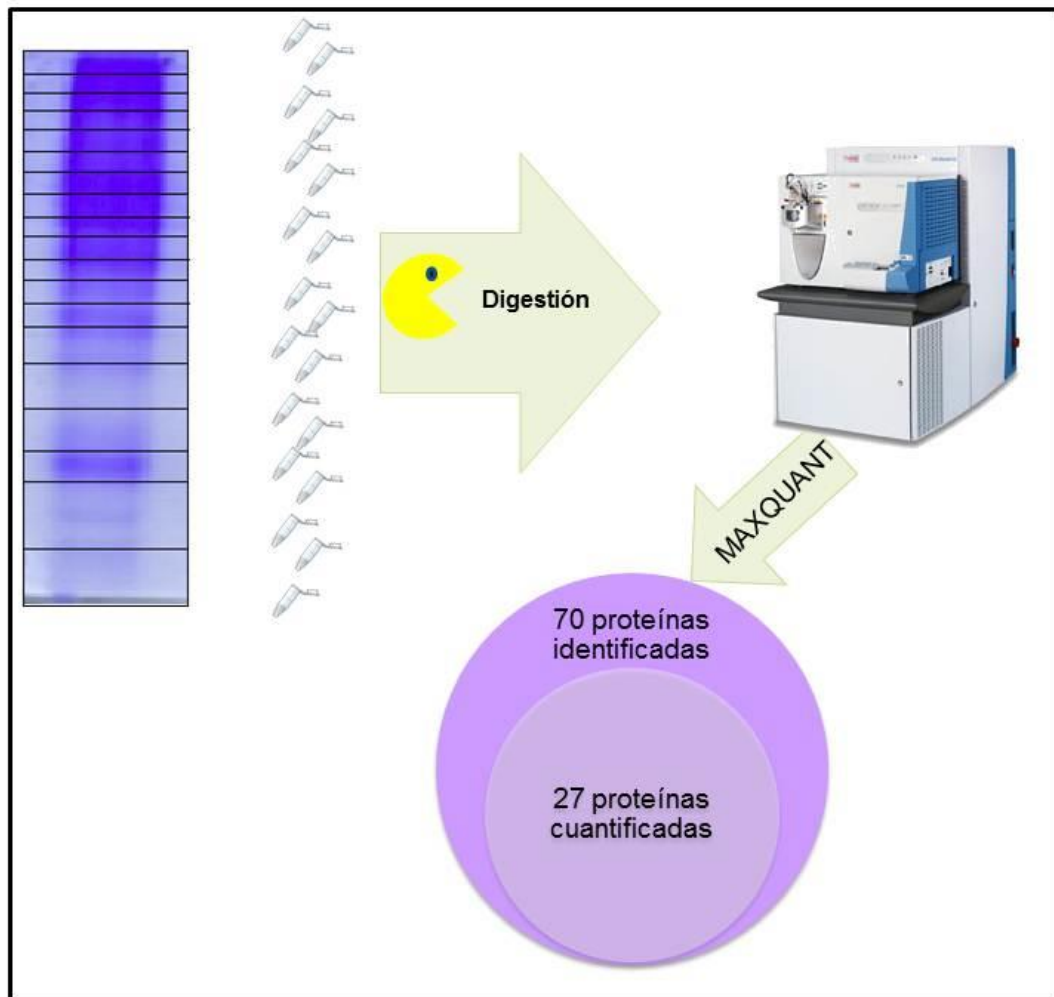 Digestión
MAXQUANT
70 proteínas
identificadas
27 proteínas
cuantificadas